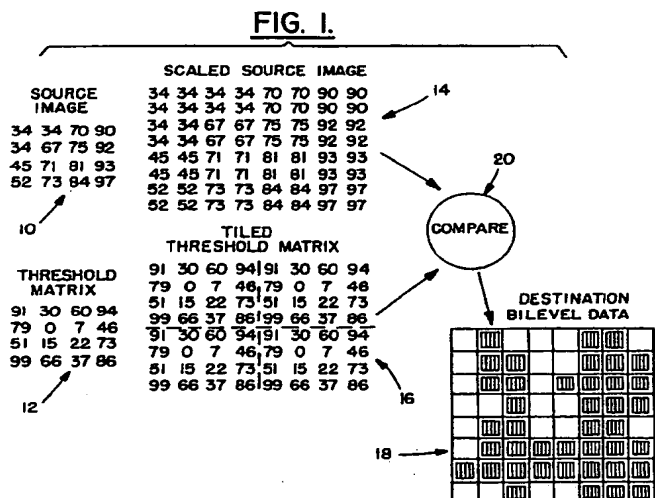 FIG. 1.
SCALED SOURCE IMAGE
34 34 34 34 70 70 90 90
34 34 34 34 70 70 90 90
34 34 67 67 75 75 92 92
34 34 67 67 75 75 92 92
45 45 71 71 81 81 93 93
45 45 71 71 81 81 93 93
52 52 73 73 84 84 97 97
52 52 73 73 84 84 97 97
14
SOURCE
IMAGE
34 34 70 90
34 67 75 92
45 71 81 93
52 73 84 97
10
20
COMPARE
TILED
THRESHOLD MATRIX
91 30 60 94 91 30 60 94
79 0 7 46 79 0 7 46
51 15 22 73 51 15 22 73
99 66 37 86 99 66 37 86
91 30 60 94 91 30 60 94
79 0 7 46 79 0 7 46
51 15 22 73 51 15 22 73
99 66 37 86 99 66 37 86
16
THRESHOLD
MATRIX
91 30 60 94
79 0 7 46
51 15 22 73
99 66 37 86
12
DESTINATION
BILEVEL DATA
18